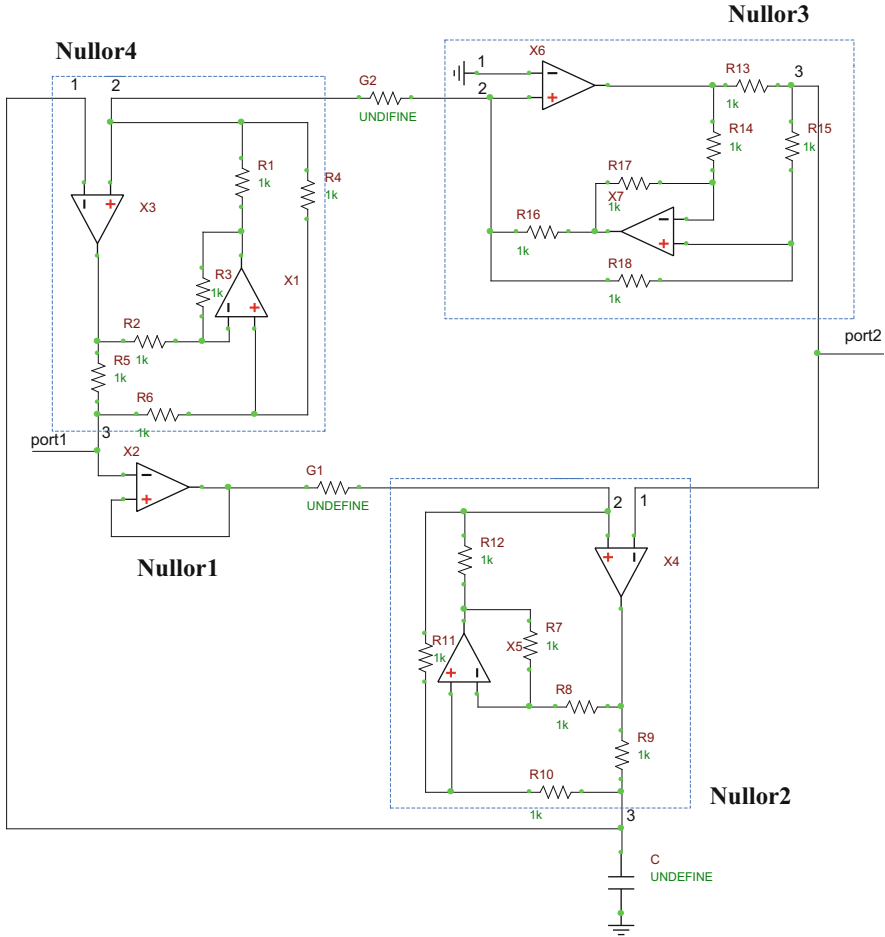 Nullor3
Nullor4
X6
1
2
R13
1k
3
R14
1k
R15
1k
R17
1k
X7
R16
1k
R18
1k
G2
UNDIFINE
1
2
R1
1k
R4
1k
X3
R3
1k
X1
R2
1k
R5
1k
R6
1k
3
port1
port2
X2
Nullor1
G1
UNDEFINE
2
1
R12
1k
X4
R11
1k
X5
R7
1k
R8
1k
R9
1k
R10
1k
3
Nullor2
C
UNDEFINE